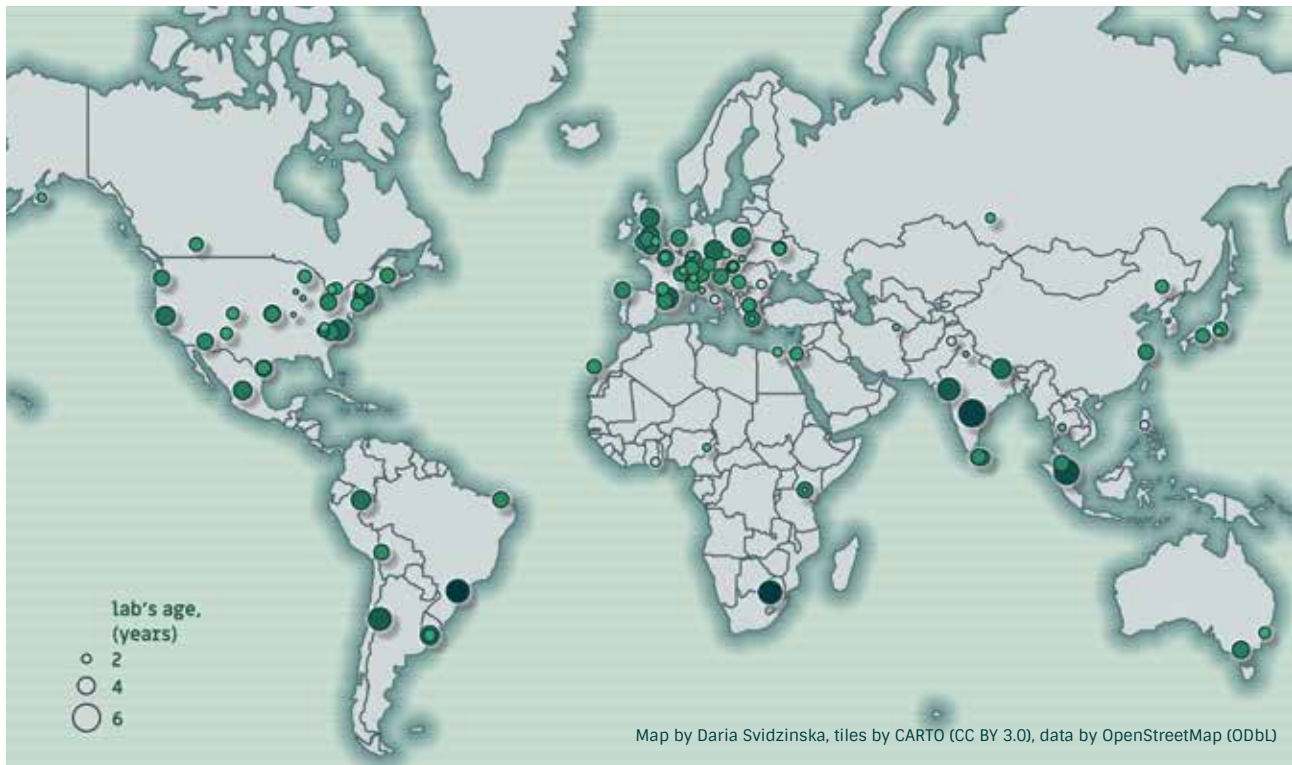 lab's age,
(years)
2
4
6
Map by Daria Svidzinska, tiles by CARTO (CC BY 3.0), data by OpenStreetMap (ODbL)